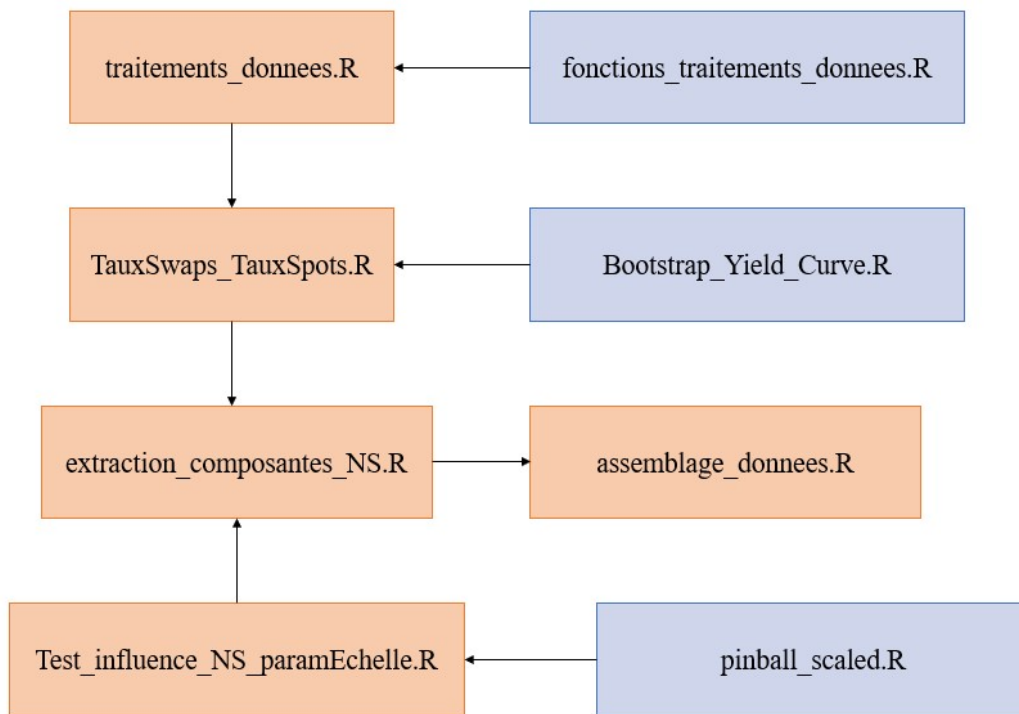 traitements_donnees.R
fonctions_traitements_donnees.R
TauxSwaps_TauxSpots.R
Bootstrap_Yield_Curve.R
extraction_composantes_NS.R
assemblage_donnees.R
Test_influence_NS_paramEchelle.R
pinball_scaled.R